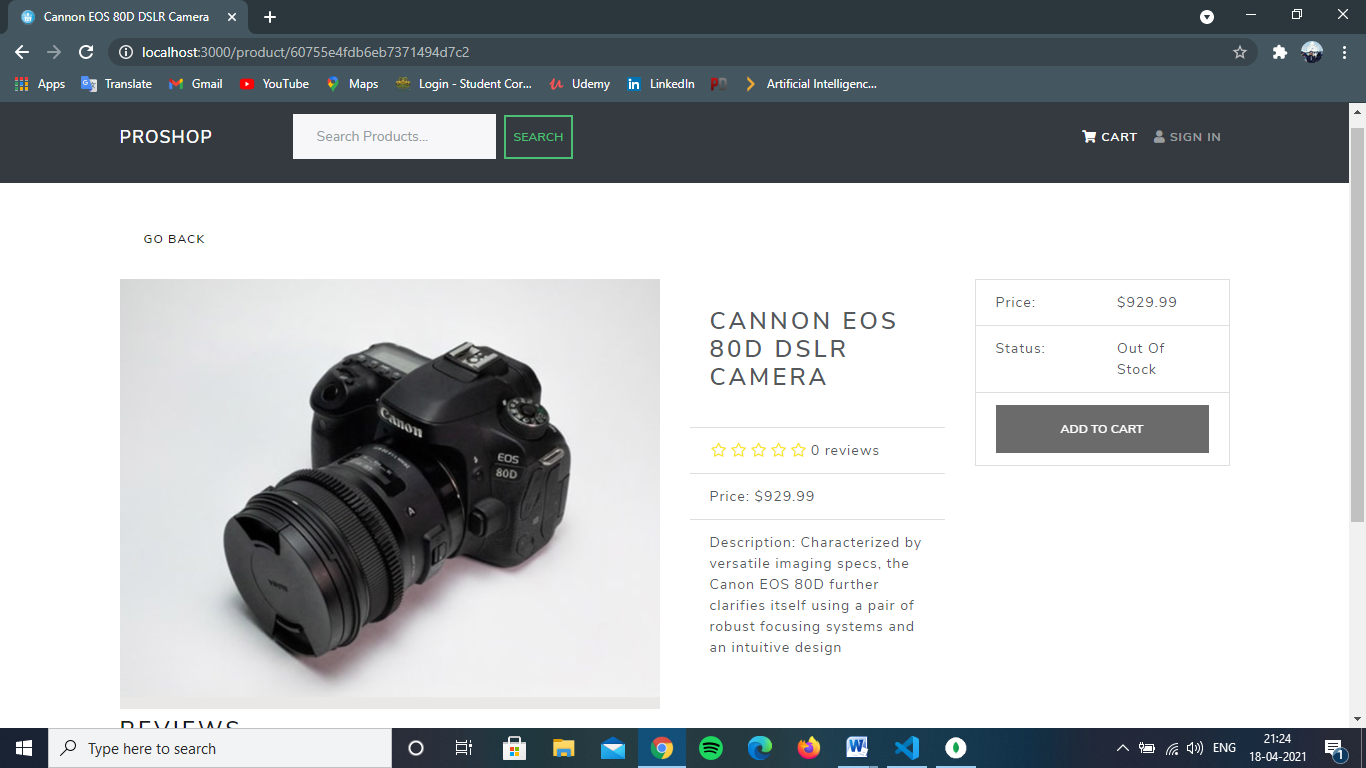 Cannon EOS 80D DSLR Camera
localhost:3000/product/60755e4fdb6eb7371494d7c2
Apps Translate Gmail YouTube Maps Login - Student Cor... Udemy LinkedIn Artificial Intelligenc...
PROSHOP Search Products... SEARCH CART SIGN IN
GO BACK
Canon
EOS
80D
A
CANNON EOS
80D DSLR
CAMERA
0 reviews
Price: $929.99
Description: Characterized by
versatile imaging specs, the
Canon EOS 80D further
clarifies itself using a pair of
robust focusing systems and
an intuitive design
Price: $929.99
Status: Out Of
Stock
ADD TO CART
REVIEWS
Type here to search
ENG
21:24
18-04-2021
1